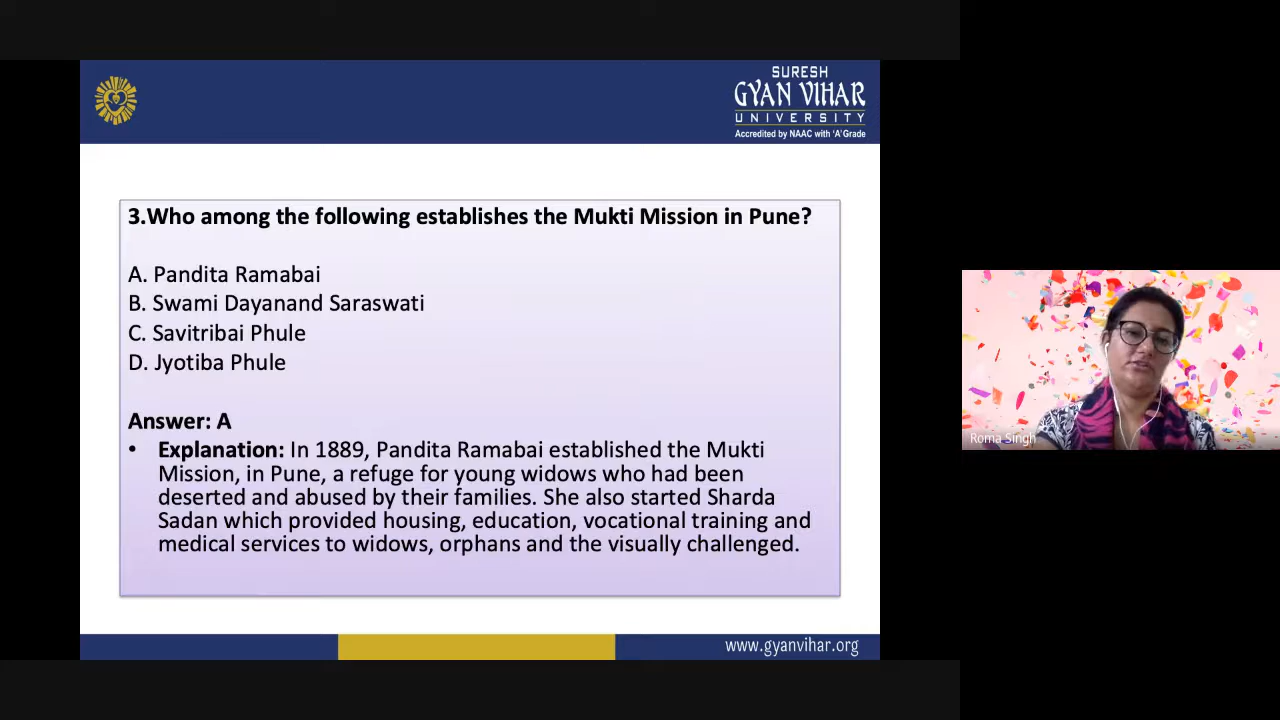 SURESH
GYAN VIHAR
UNIVERSITY
Accredited by NAAC with 'A' Grade
3.Who among the following establishes the Mukti Mission in Pune?
A. Pandita Ramabai
B. Swami Dayanand Saraswati
C. Savitribai Phule
D. Jyotiba Phule
Answer: A
• Explanation: In 1889, Pandita Ramabai established the Mukti
Mission, in Pune, a refuge for young widows who had been
deserted and abused by their families. She also started Sharda
Sadan which provided housing, education, vocational training and
medical services to widows, orphans and the visually challenged.
Roma Singh
www.gyanvihar.org